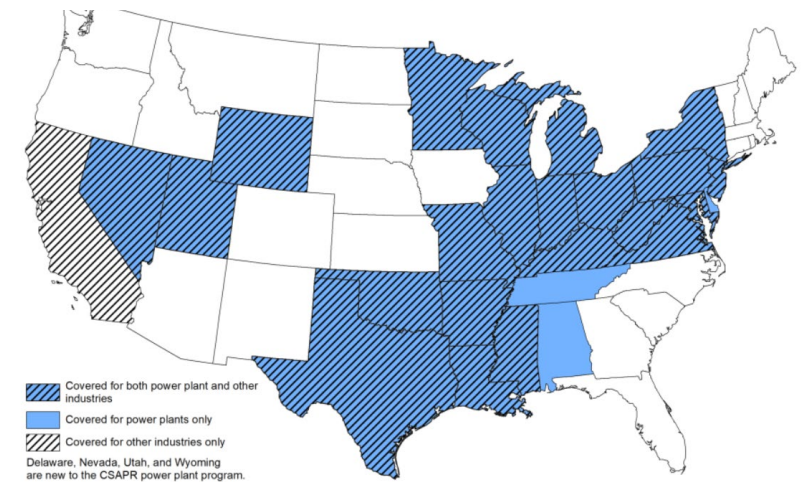 Covered for both power plant and other
industries
Covered for power plants only
Covered for other industries only
Delaware, Nevada, Utah, and Wyoming
are new to the CSAPR power plant program.